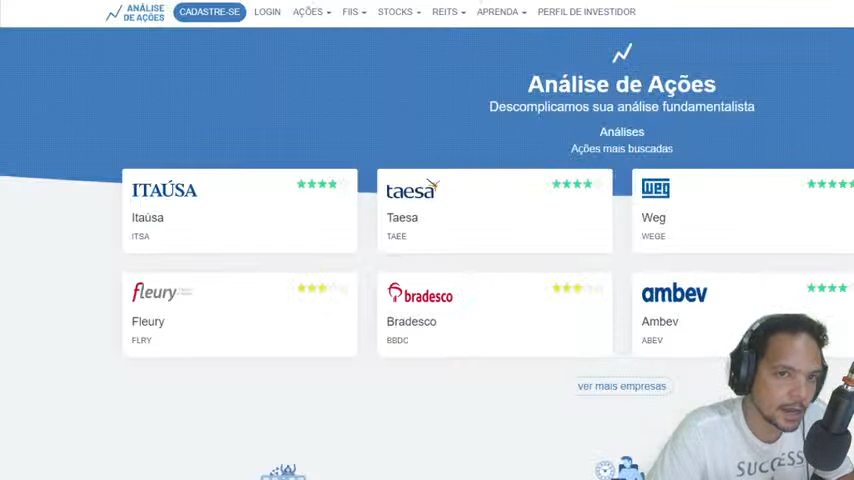 ANÁLISE
DE AÇÕES
CADASTRE-SE
LOGIN
AÇÕES
FIIS
STOCKS
REITS
APRENDA
PERFIL DE INVESTIDOR
Análise de Ações
Descomplicamos sua análise fundamentalista
Análises
Ações mais buscadas
ITAÚSA
Itaúsa
ITSA
taesa
Taesa
TAEE
weg
Weg
WEGE
fleury
Fleury
FLRY
bradesco
Bradesco
BBDC
ambev
Ambev
ABEV
ver mais empresas
SUCCESS